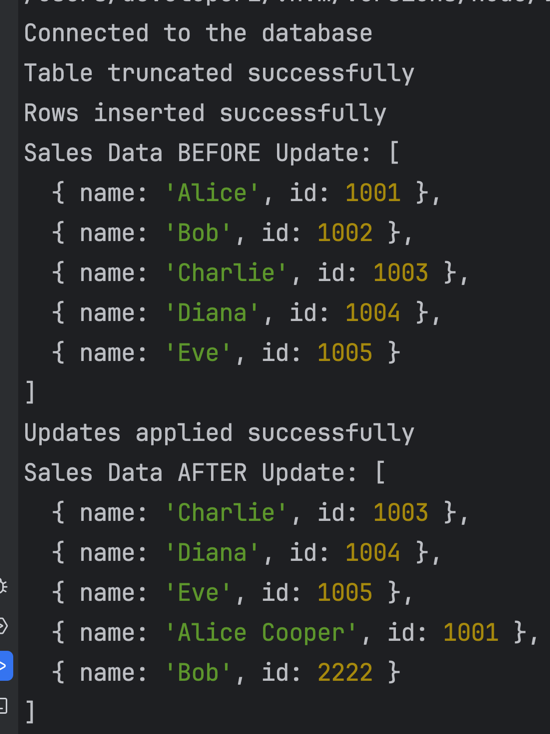 Connected to the database
Table truncated successfully
Rows inserted successfully
Sales Data BEFORE Update: [
  { name: 'Alice', id: 1001 },
  { name: 'Bob', id: 1002 },
  { name: 'Charlie', id: 1003 },
  { name: 'Diana', id: 1004 },
  { name: 'Eve', id: 1005 }
]
Updates applied successfully
Sales Data AFTER Update: [
  { name: 'Charlie', id: 1003 },
  { name: 'Diana', id: 1004 },
  { name: 'Eve', id: 1005 },
  { name: 'Alice Cooper', id: 1001 },
  { name: 'Bob', id: 2222 }
]